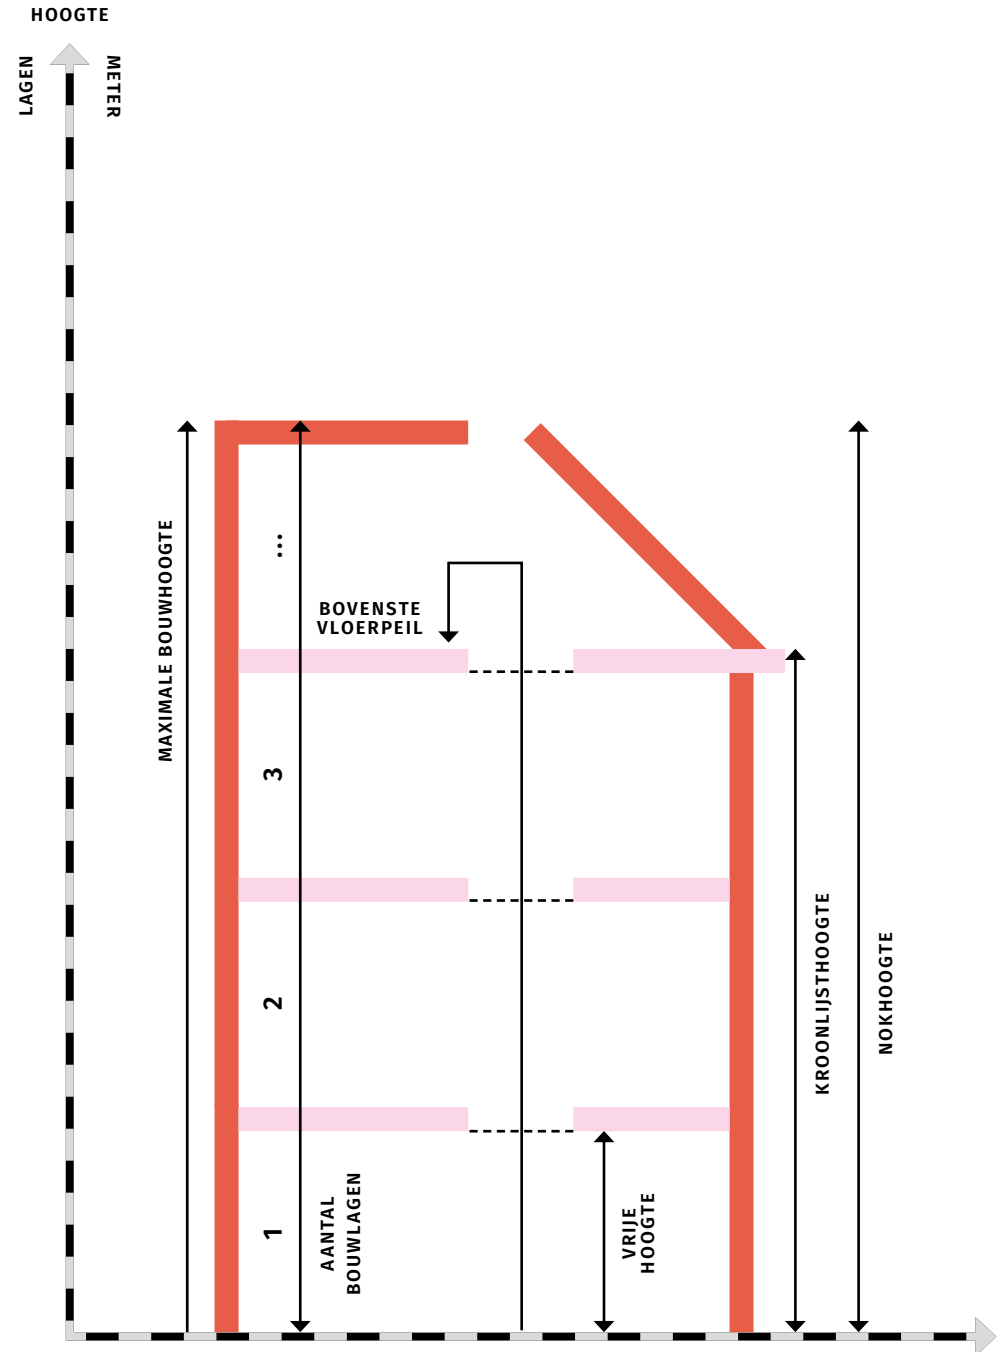 HOOGTE
LAGEN
METER
MAXIMALE BOUWHOOGTE
...
BOVENSTE
VLOERPEIL
3
2
1
AANTAL
BOUWLAGEN
VRIJE
HOOGTE
KROONLIJSTHOOGTE
NOKHOOGTE